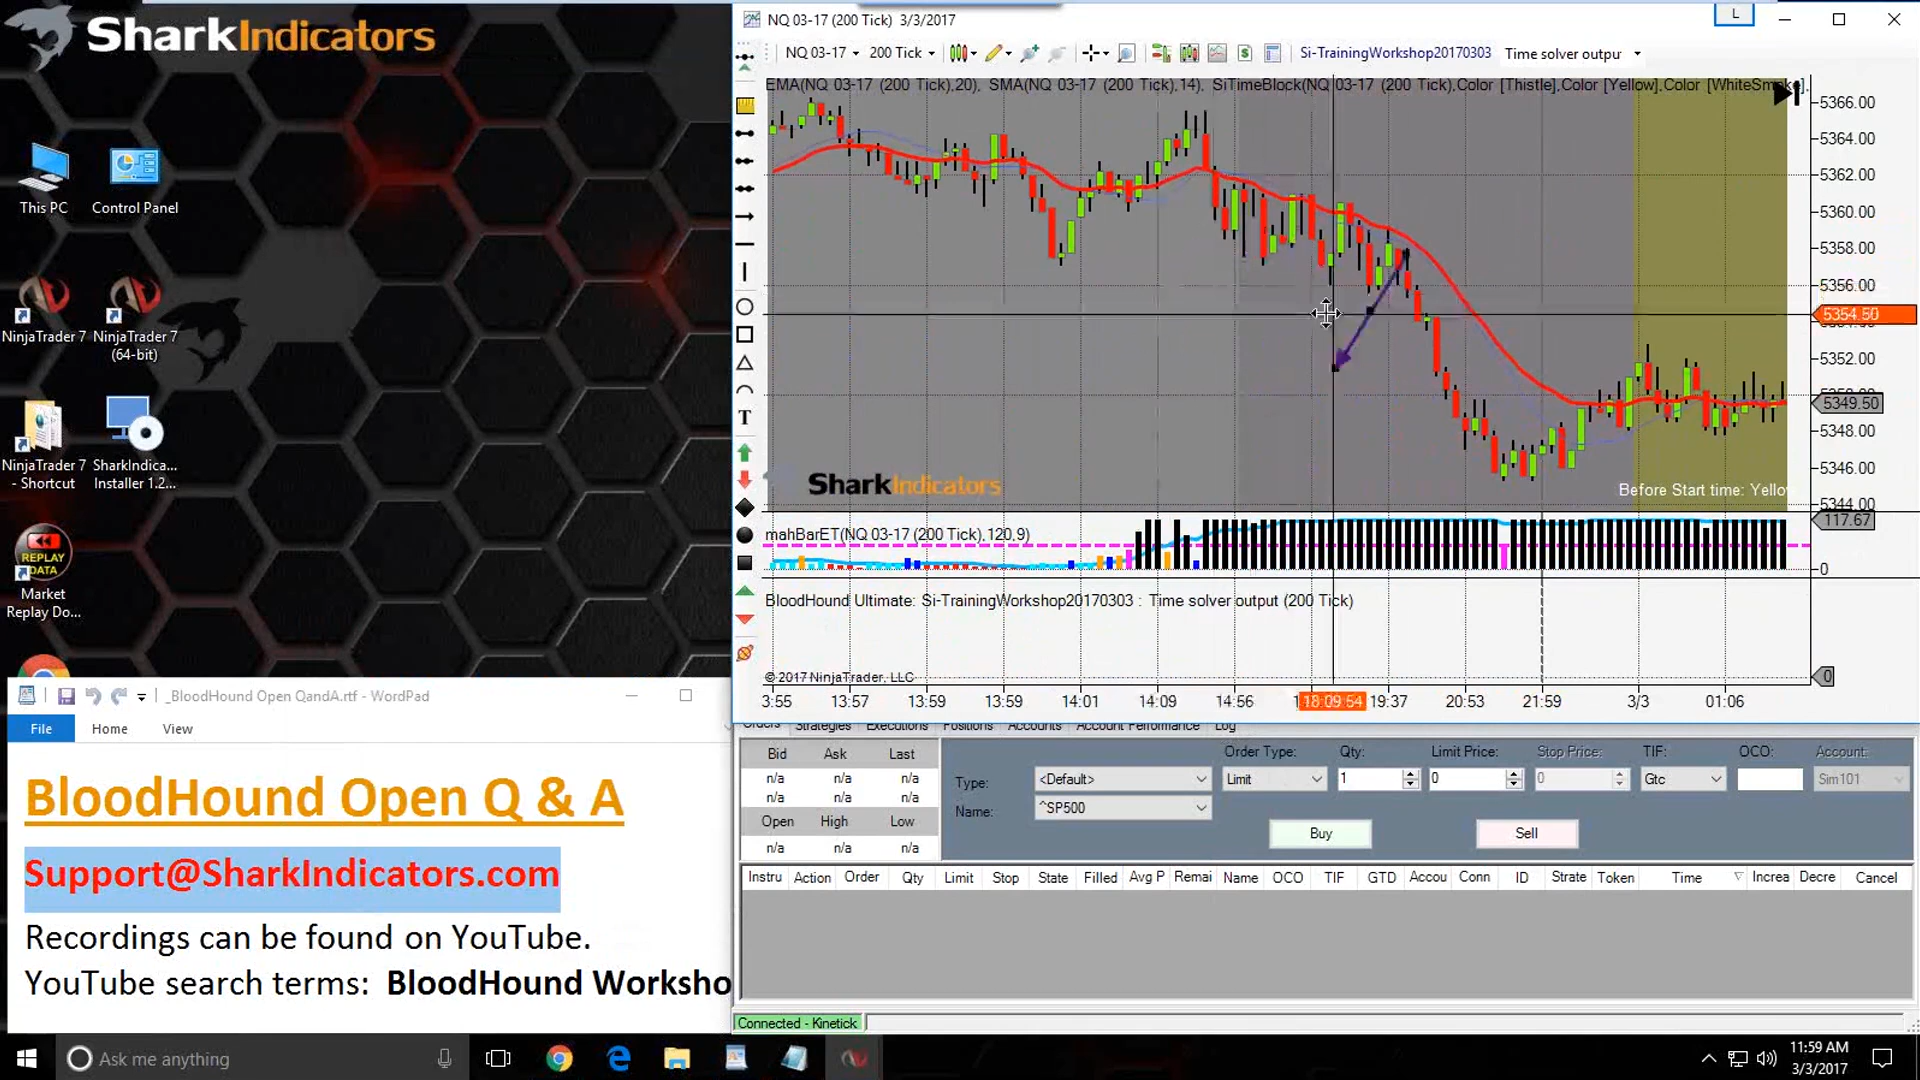 SharkIndicators
This PC
Control Panel
NinjaTrader 7
NinjaTrader 7
(64-bit)
NinjaTrader 7
- Shortcut
SharkIndica...
Installer 1.2...
REPLAY
DATA
Market
Replay Do...
NQ 03-17 (200 Tick) 3/3/2017
L
NQ 03-17
200 Tick
Si-TrainingWorkshop20170303
Time solver outpu
EMA(NQ 03-17 (200 Tick),20), SMA(NQ 03-17 (200 Tick),14), SiTimeBlock(NQ 03-17 (200 Tick),Color [Thistle],Color [Yellow],Color [WhiteSmoke],
T
5366.00
5364.00
5362.00
5360.00
5358.00
5356.00
5354.50
5352.00
5349.50
5348.00
5346.00
5344.00
SharkIndicators
Before Start time: Yellow
mahBarET(NQ 03-17 (200 Tick),120,9)
117.67
0
BloodHound Ultimate: Si-TrainingWorkshop20170303 : Time solver output (200 Tick)
0
© 2017 NinjaTrader, LLC
3:55 13:57 13:59 13:59 14:01 14:09 14:56 18:09:54 19:37 20:53 21:59 3/3 01:06
Orders Strategies Executions Positions Accounts Account Performance Log
Bid Ask Last
n/a n/a n/a
n/a n/a n/a
Open High Low
n/a n/a n/a
Type: <Default>
Name: ^SP500
Order Type: Qty: Limit Price: Stop Price: TIF: OCO: Account:
Limit 1 0 0 Gtc Sim101
Buy Sell
Instru Action Order Qty Limit Stop State Filled Avg P Remai Name OCO TIF GTD Accou Conn ID Strate Token Time Increa Decre Cancel
Connected - Kinetick
_BloodHound Open QandA.rtf - WordPad
File Home View
BloodHound Open Q & A
Support@SharkIndicators.com
Recordings can be found on YouTube.
YouTube search terms: BloodHound Worksho
Ask me anything
11:59 AM
3/3/2017